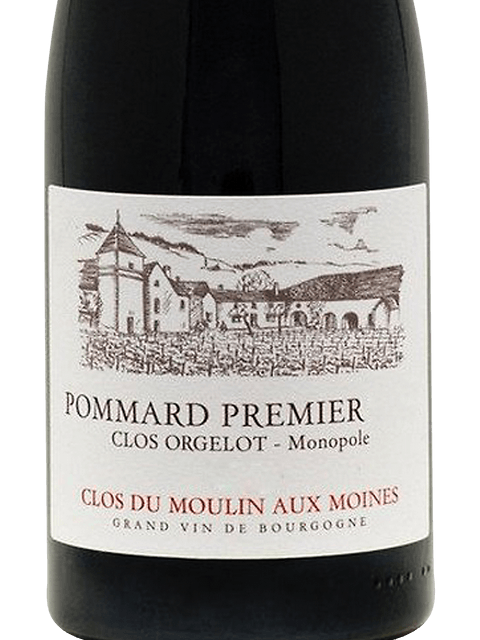 POMMARD PREMIER
CLOS ORGELOT - Monopole
CLOS DU MOULIN AUX MOINES
GRAND VIN DE BOURGOGNE